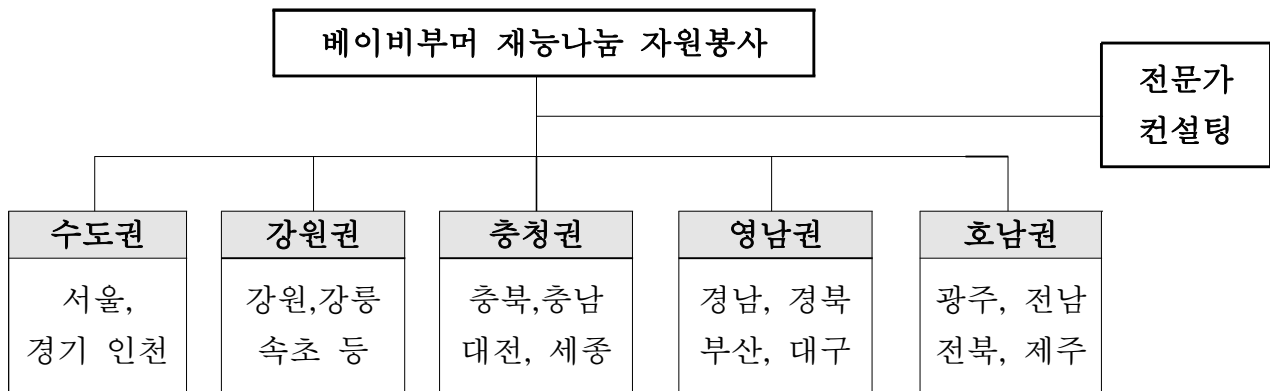 베이비부머 재능나눔 자원봉사
전문가
컨설팅
수도권
서울,
경기 인천
강원권
강원,강릉
속초 등
충청권
충북,충남
대전, 세종
영남권
경남, 경북
부산, 대구
호남권
광주, 전남
전북, 제주